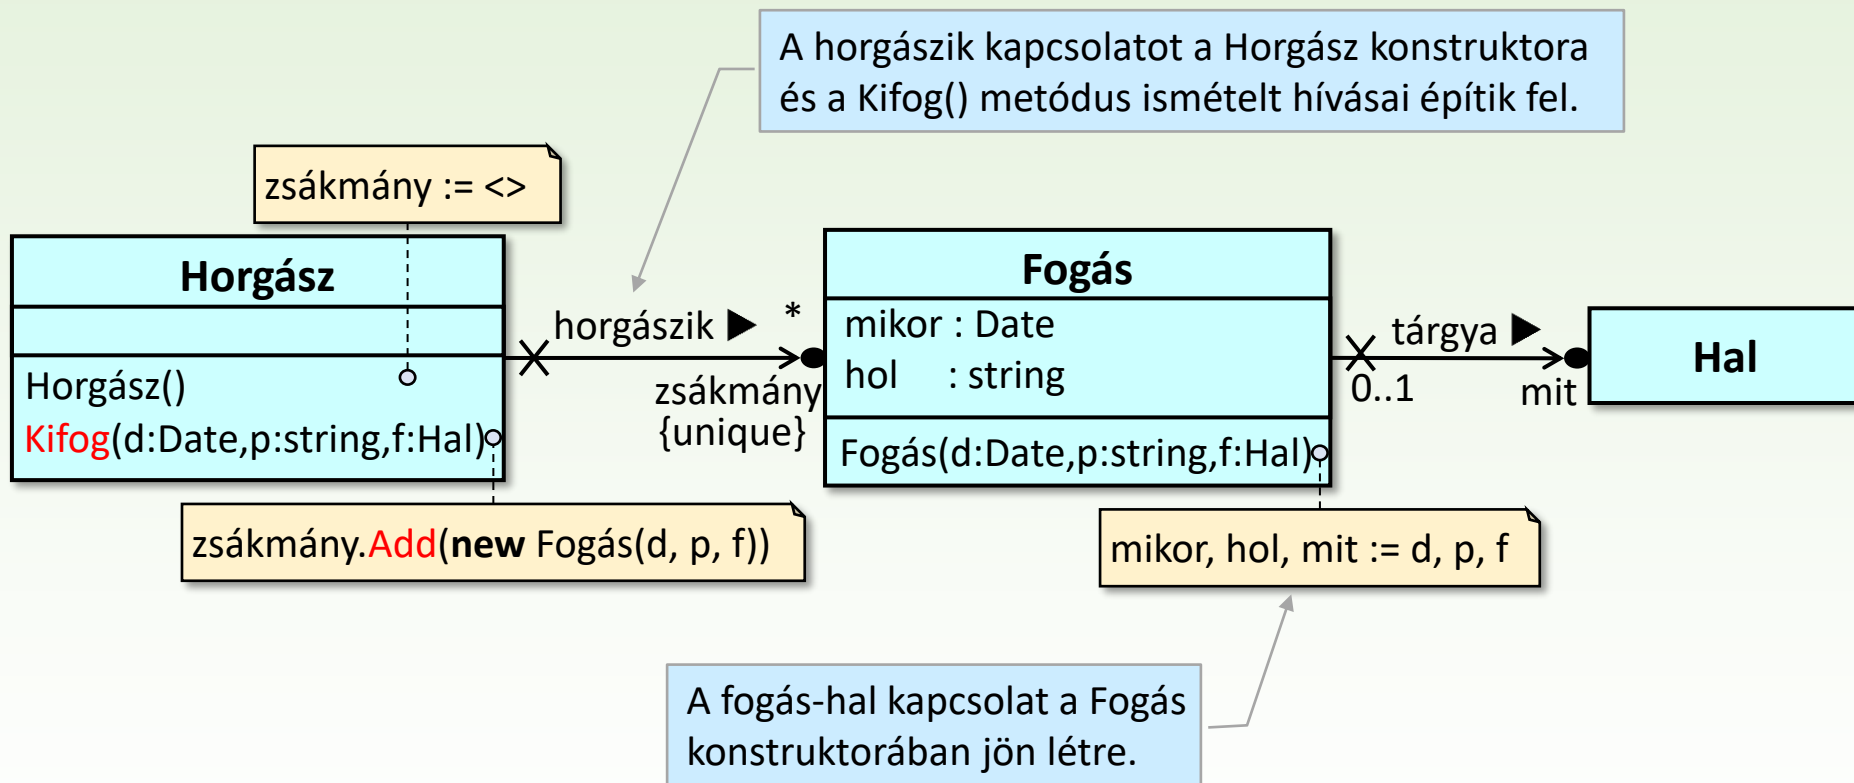 A horgászik kapcsolatot a Horgász konstruktora
és a Kifog() metódus ismételt hívásai építik fel.
zsákmány := <>
Horgász
Horgász()
Kifog(d:Date,p:string,f:Hal)
zsákmány.Add(new Fogás(d, p, f))
horgászik ▶ *
zsákmány
{unique}
Fogás
mikor : Date
hol : string
Fogás(d:Date,p:string,f:Hal)
mikor, hol, mit := d, p, f
tárgya ▶
0..1
mit
Hal
A fogás-hal kapcsolat a Fogás
konstruktorában jön létre.